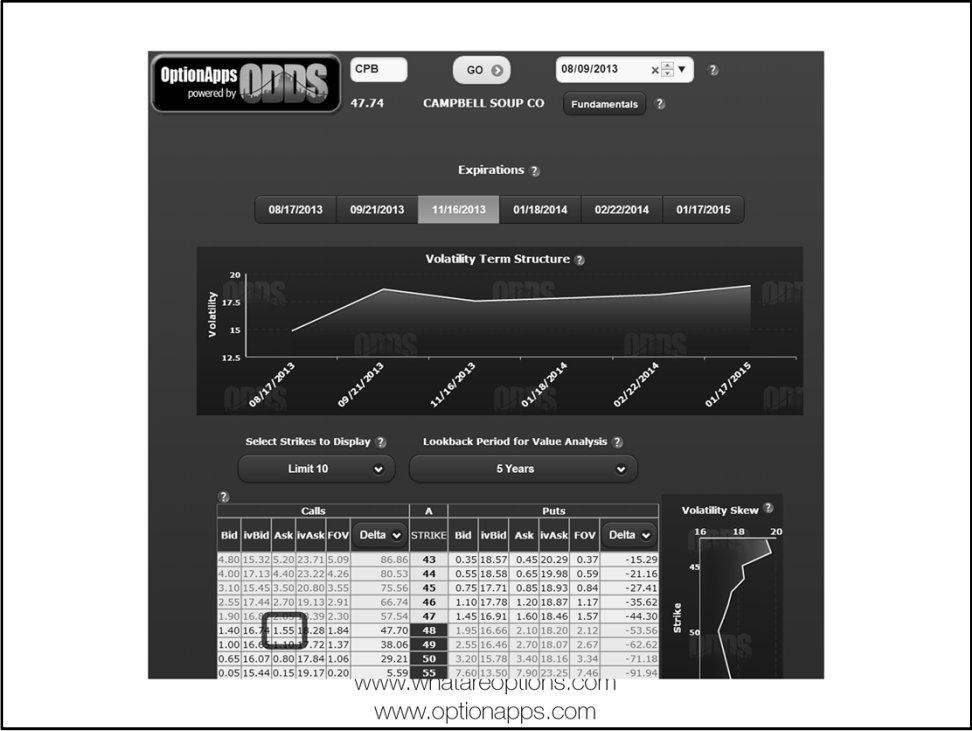 OptionApps
powered by ODDS
CPB
GO
08/09/2013
?
47.74 CAMPBELL SOUP CO Fundamentals ?
Expirations ?
08/17/2013 09/21/2013 11/16/2013 01/18/2014 02/22/2014 01/17/2015
Volatility Term Structure ?
Volatility
20
17.5
15
12.5
08/17/2013 09/21/2013 11/16/2013 01/18/2014 02/22/2014 01/17/2015
Select Strikes to Display ? Lookback Period for Value Analysis ?
Limit 10 5 Years
?
Calls A Puts
Bid ivBid Ask ivAsk FOV Delta STRIKE Bid ivBid Ask ivAsk FOV Delta
4.80 15.32 5.20 23.71 5.09 86.86 43 0.35 18.57 0.45 20.29 0.37 -15.29
4.00 17.13 4.40 23.22 4.26 80.53 44 0.55 18.58 0.65 19.98 0.59 -21.16
3.10 15.45 3.50 20.80 3.55 75.56 45 0.75 17.71 0.85 18.93 0.84 -27.41
2.55 17.44 2.70 19.13 2.91 66.74 46 1.10 17.78 1.20 18.87 1.17 -35.62
1.90 2.30 57.54 47 1.45 16.91 1.60 18.46 1.57 -44.30
1.40 1.55 18.28 1.84 47.70 48 1.95 16.66 2.10 18.20 2.12 -53.56
1.00 1.10 17.72 1.37 38.06 49 2.55 16.46 2.70 18.07 2.67 -62.62
0.65 16.07 0.80 17.84 1.06 29.21 50 3.20 15.78 3.40 18.16 3.34 -71.18
0.05 15.44 0.15 19.17 0.20 5.59 55 7.60 13.50 7.90 23.25 7.46 -91.94
Volatility Skew ?
16 18 20
45
Strike
50
www.whatareoptions.com
www.optionapps.com